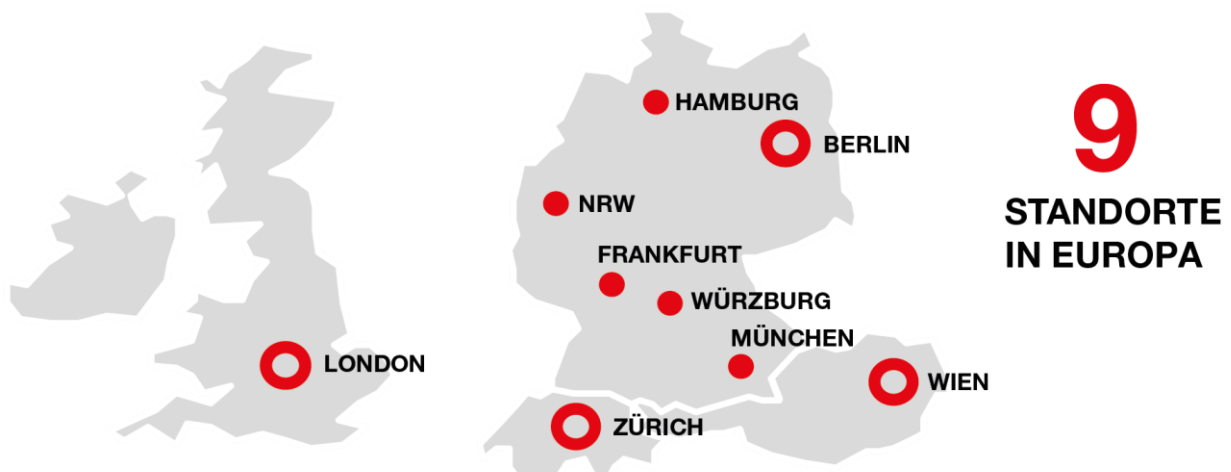 HAMBURG
BERLIN
NRW
FRANKFURT
WÜRZBURG
MÜNCHEN
LONDON
WIEN
ZÜRICH
9
STANDORTE
IN EUROPA